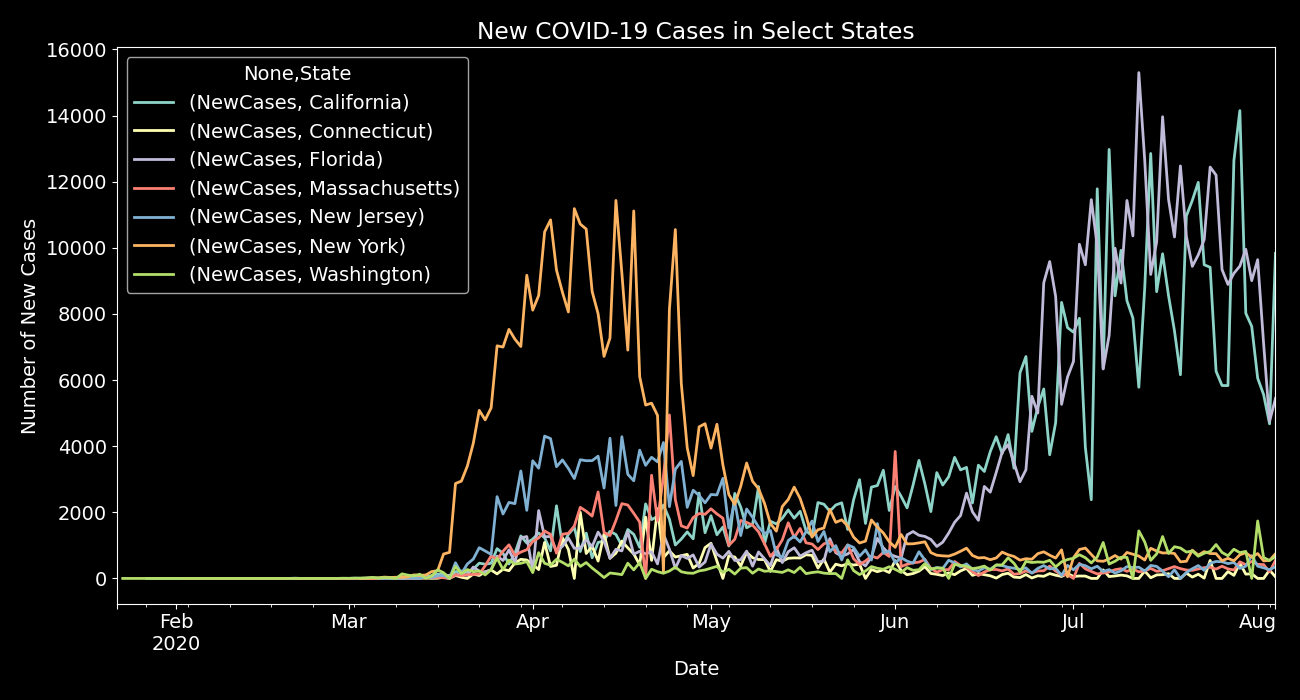 New COVID-19 Cases in Select States
16000
14000
12000
10000
8000
6000
4000
2000
0
Number of New Cases
None,State
(NewCases, California)
(NewCases, Connecticut)
(NewCases, Florida)
(NewCases, Massachusetts)
(NewCases, New Jersey)
(NewCases, New York)
(NewCases, Washington)
Feb Mar Apr May Jun Jul Aug
2020
Date